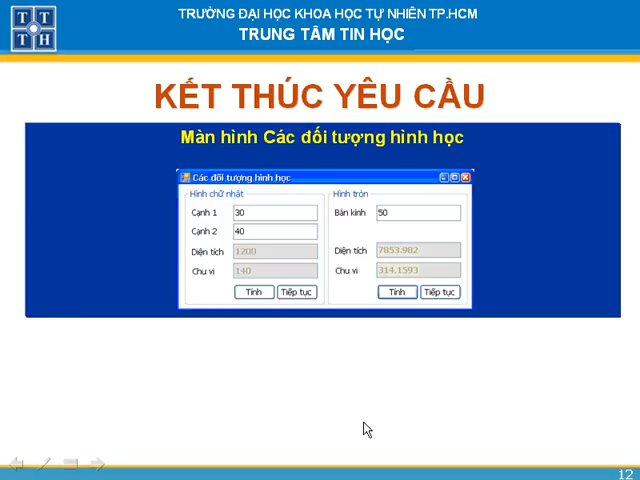 TRƯỜNG ĐẠI HỌC KHOA HỌC TỰ NHIÊN TP.HCM
TRUNG TÂM TIN HỌC
T T
T H
KẾT THÚC YÊU CẦU
Màn hình Các đối tượng hình học
Các đối tượng hình học
Hình chữ nhật
Cạnh 1 30
Cạnh 2 40
Diện tích 1200
Chu vi 140
Tính Tiếp tục
Hình tròn
Bán kính 50
Diện tích 7853.982
Chu vi 314.1593
Tính Tiếp tục
12